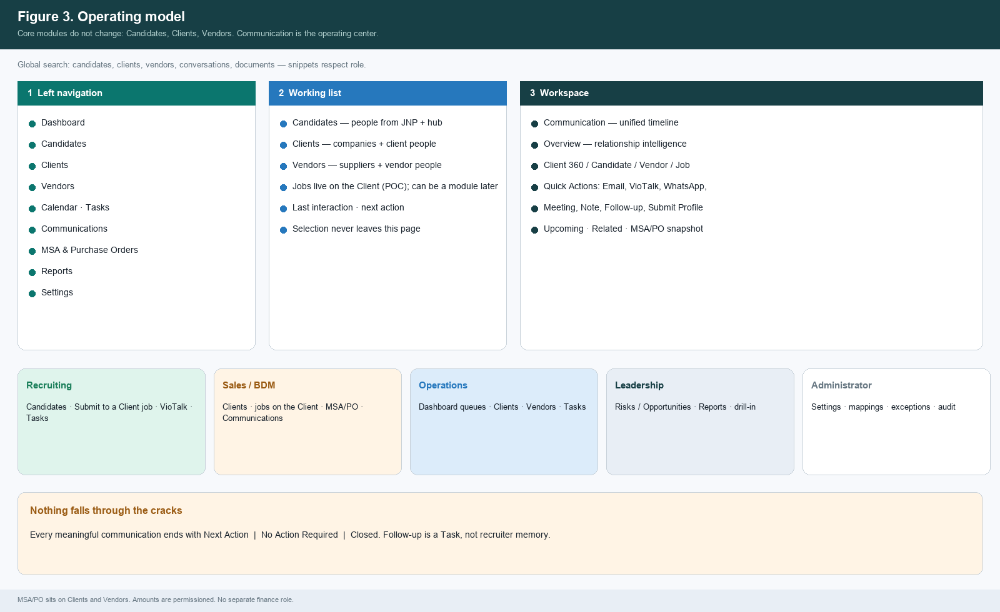 Figure 3. Operating model
Core modules do not change: Candidates, Clients, Vendors. Communication is the operating center.
Global search: candidates, clients, vendors, conversations, documents — snippets respect role.
1 Left navigation
Dashboard
Candidates
Clients
Vendors
Calendar · Tasks
Communications
MSA & Purchase Orders
Reports
Settings
2 Working list
Candidates — people from JNP + hub
Clients — companies + client people
Vendors — suppliers + vendor people
Jobs live on the Client (POC); can be a module later
Last interaction · next action
Selection never leaves this page
3 Workspace
Communication — unified timeline
Overview — relationship intelligence
Client 360 / Candidate / Vendor / Job
Quick Actions: Email, VioTalk, WhatsApp,
Meeting, Note, Follow-up, Submit Profile
Upcoming · Related · MSA/PO snapshot
Recruiting
Candidates · Submit to a Client job · VioTalk ·
Tasks
Sales / BDM
Clients · jobs on the Client · MSA/PO ·
Communications
Operations
Dashboard queues · Clients · Vendors · Tasks
Leadership
Risks / Opportunities · Reports · drill-in
Administrator
Settings · mappings · exceptions · audit
Nothing falls through the cracks
Every meaningful communication ends with Next Action | No Action Required | Closed. Follow-up is a Task, not recruiter memory.
MSA/PO sits on Clients and Vendors. Amounts are permissioned. No separate finance role.